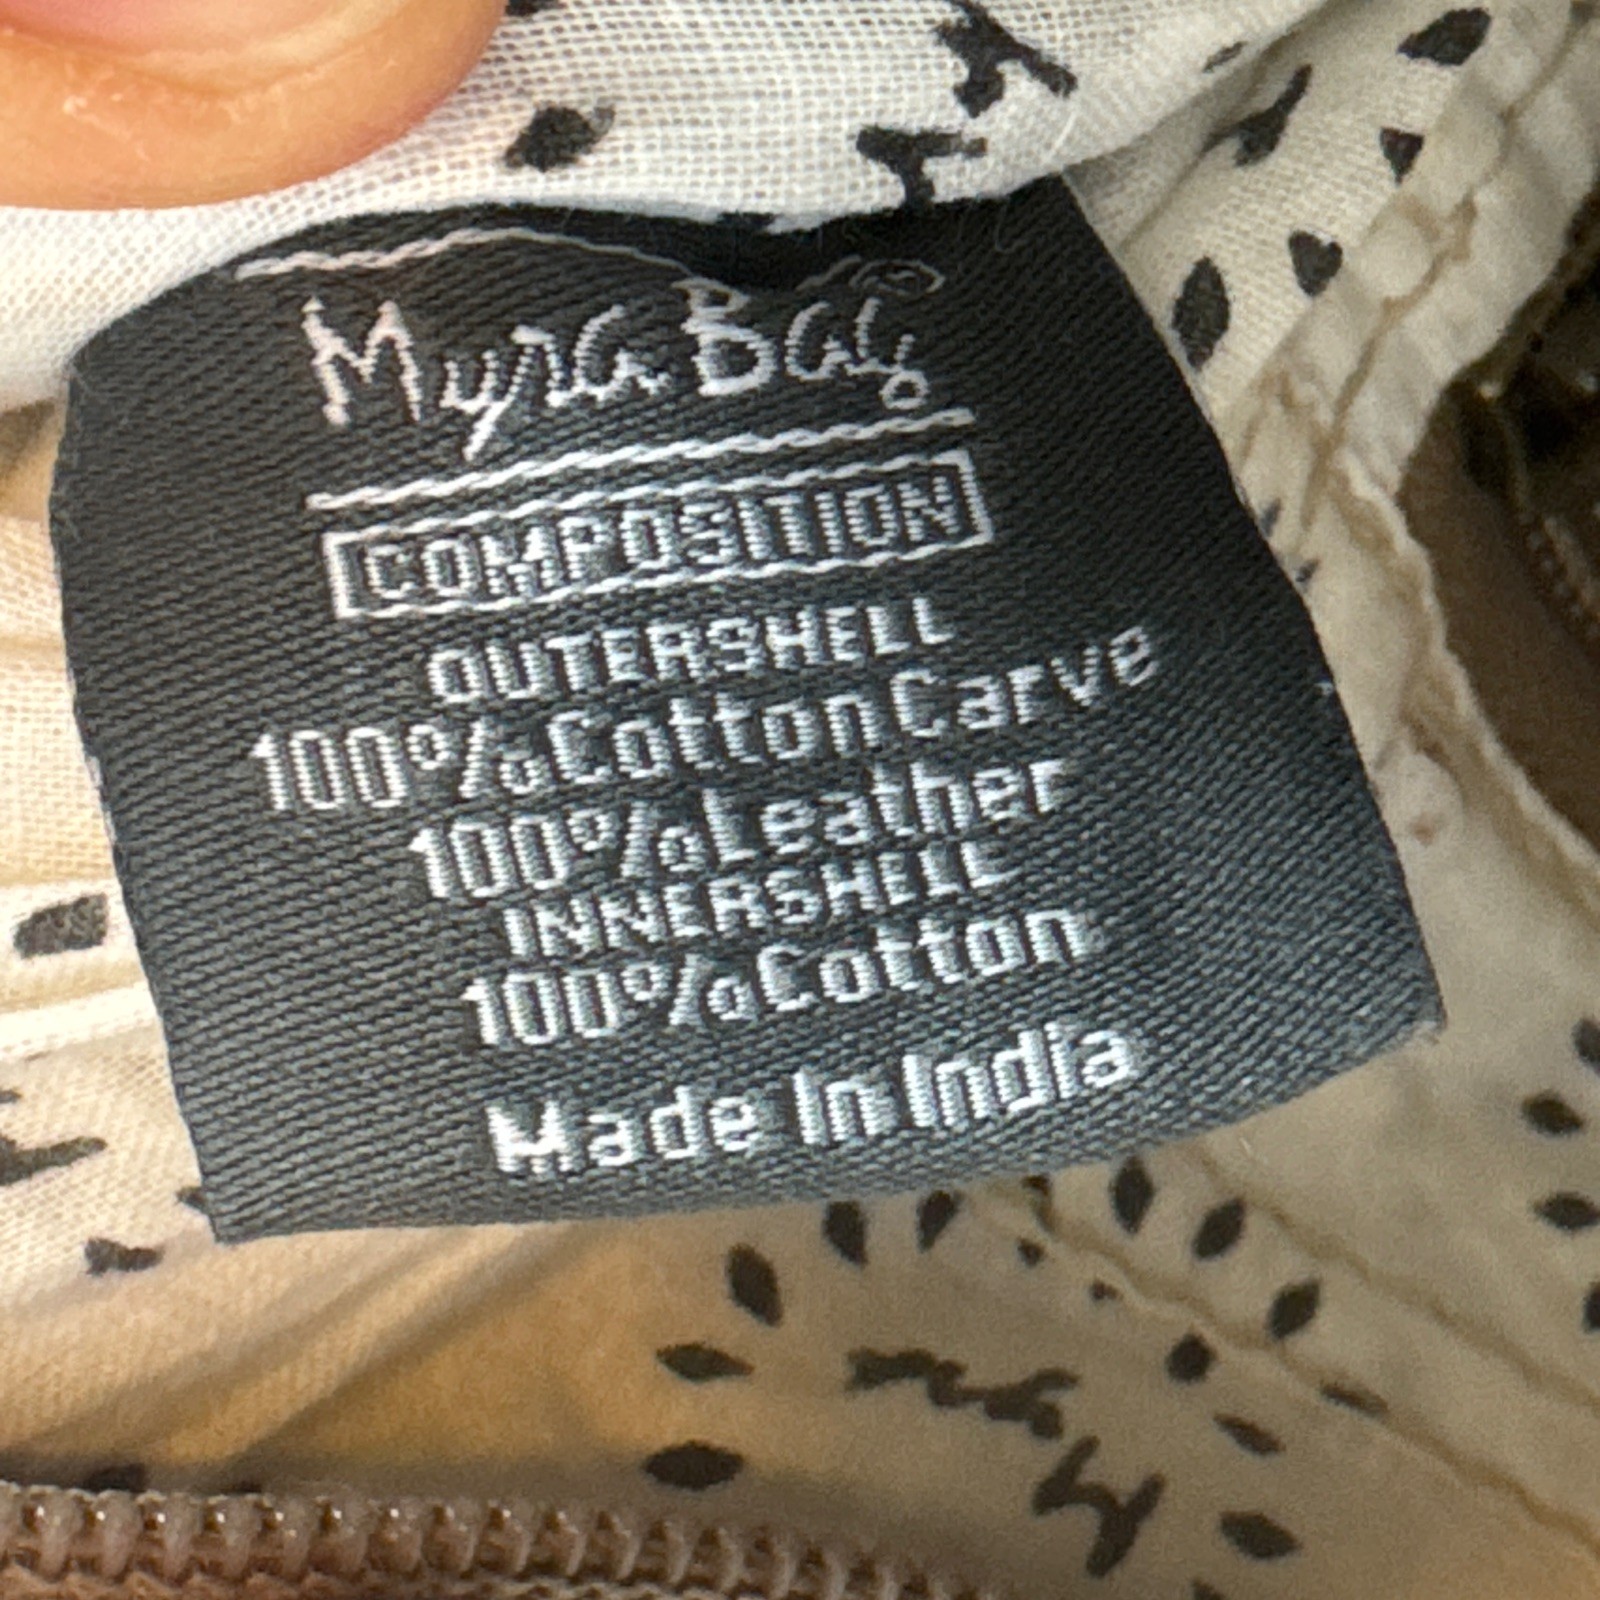 Myra Bag®
COMPOSITION
OUTERSHELL
100% Cotton Carve
100% Leather
INNERSHELL
100% Cotton
Made In India